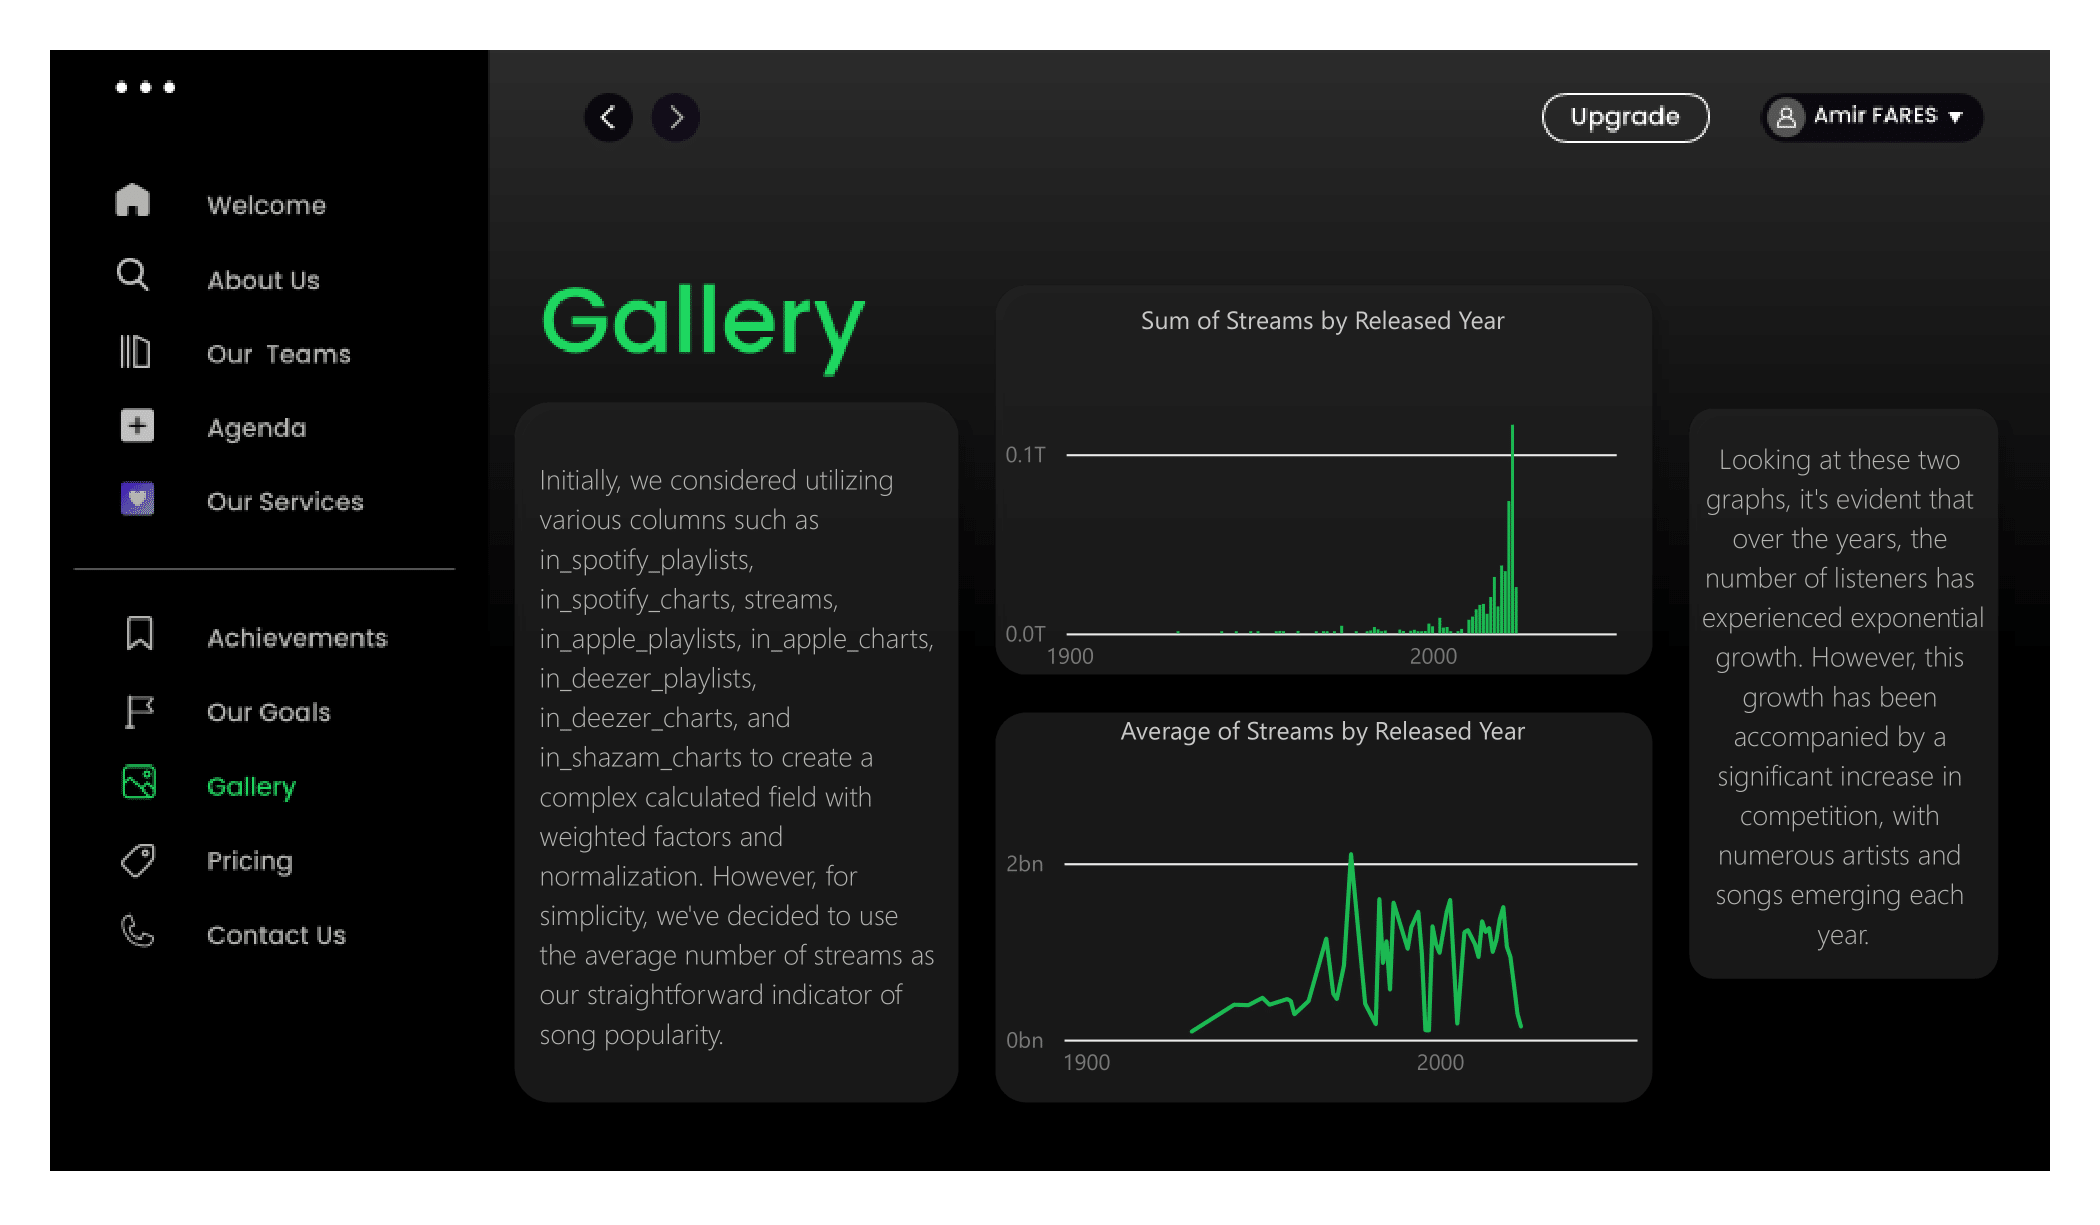 Upgrade
Amir FARES
Welcome
About Us
Our Teams
Agenda
Our Services
Achievements
Our Goals
Gallery
Pricing
Contact Us
Gallery
Initially, we considered utilizing
various columns such as
in_spotify_playlists,
in_spotify_charts, streams,
in_apple_playlists, in_apple_charts,
in_deezer_playlists,
in_deezer_charts, and
in_shazam_charts to create a
complex calculated field with
weighted factors and
normalization. However, for
simplicity, we've decided to use
the average number of streams as
our straightforward indicator of
song popularity.
Sum of Streams by Released Year
0.1T
0.0T
1900 2000
Average of Streams by Released Year
2bn
0bn
1900 2000
Looking at these two
graphs, it's evident that
over the years, the
number of listeners has
experienced exponential
growth. However, this
growth has been
accompanied by a
significant increase in
competition, with
numerous artists and
songs emerging each
year.